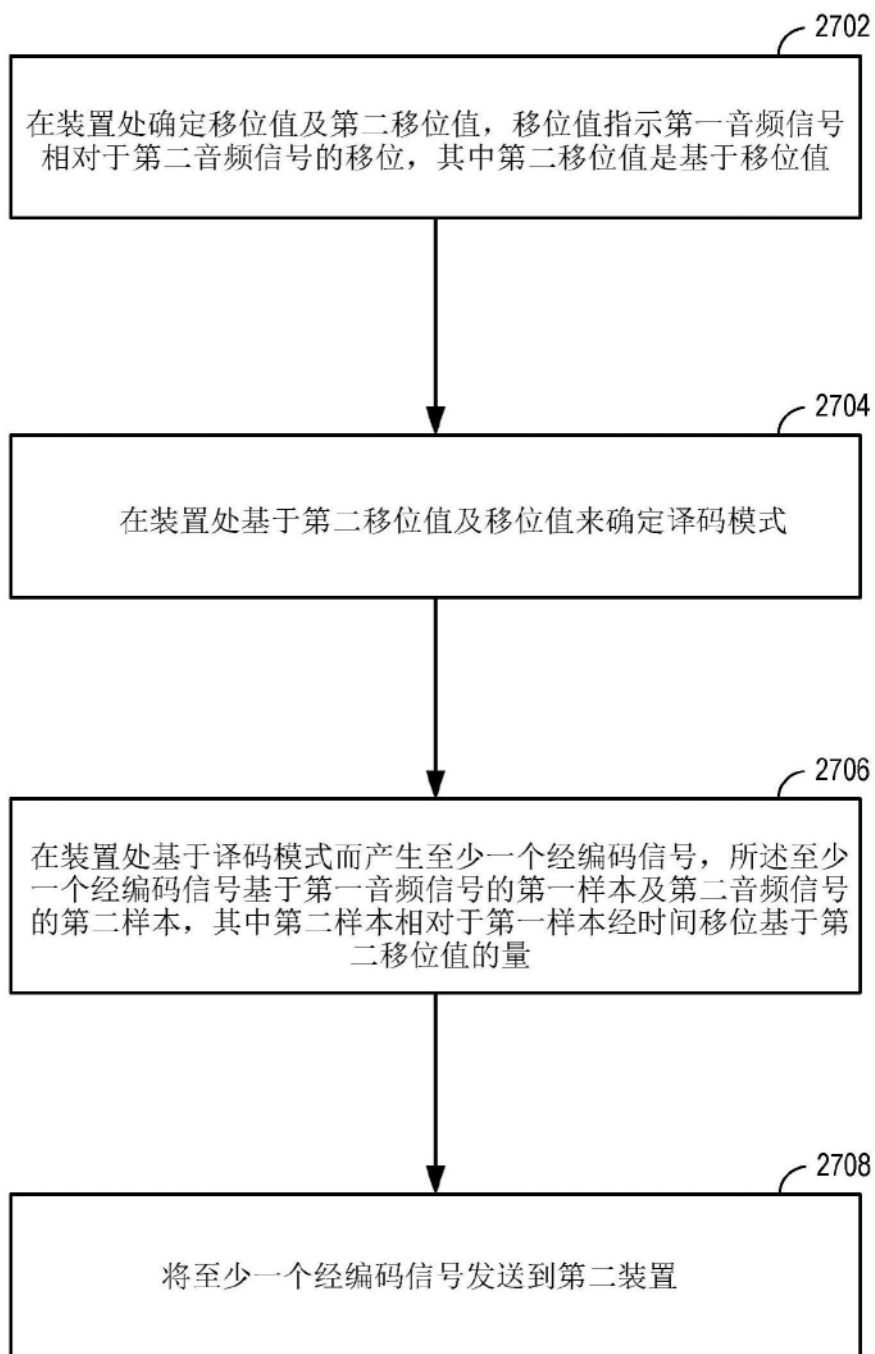 2702
在装置处确定移位值及第二移位值，移位值指示第一音频信号
相对于第二音频信号的移位，其中第二移位值是基于移位值
2704
在装置处基于第二移位值及移位值来确定译码模式
2706
在装置处基于译码模式而产生至少一个经编码信号，所述至少
一个经编码信号基于第一音频信号的第一样本及第二音频信号
的第二样本，其中第二样本相对于第一样本经时间移位基于第
二移位值的量
2708
将至少一个经编码信号发送到第二装置